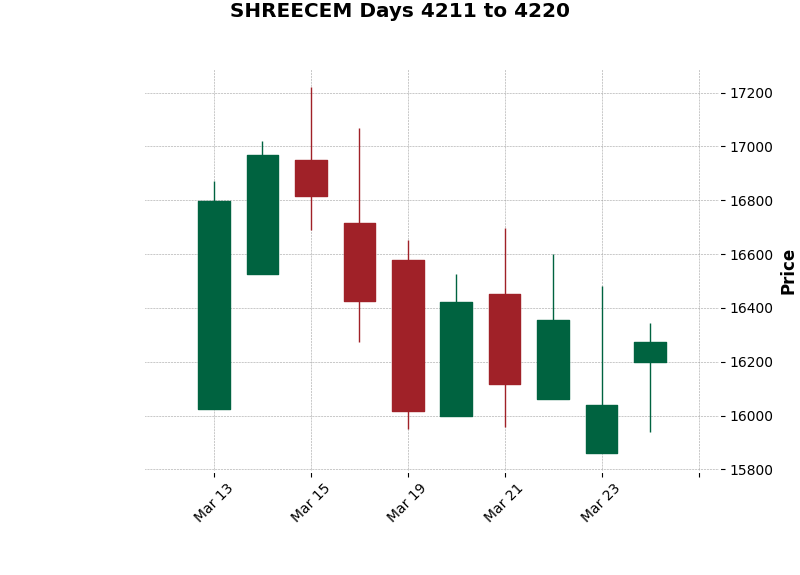 SHREECEM Days 4211 to 4220
17200
17000
16800
16600
16400
16200
16000
15800
Price
Mar 13
Mar 15
Mar 19
Mar 21
Mar 23